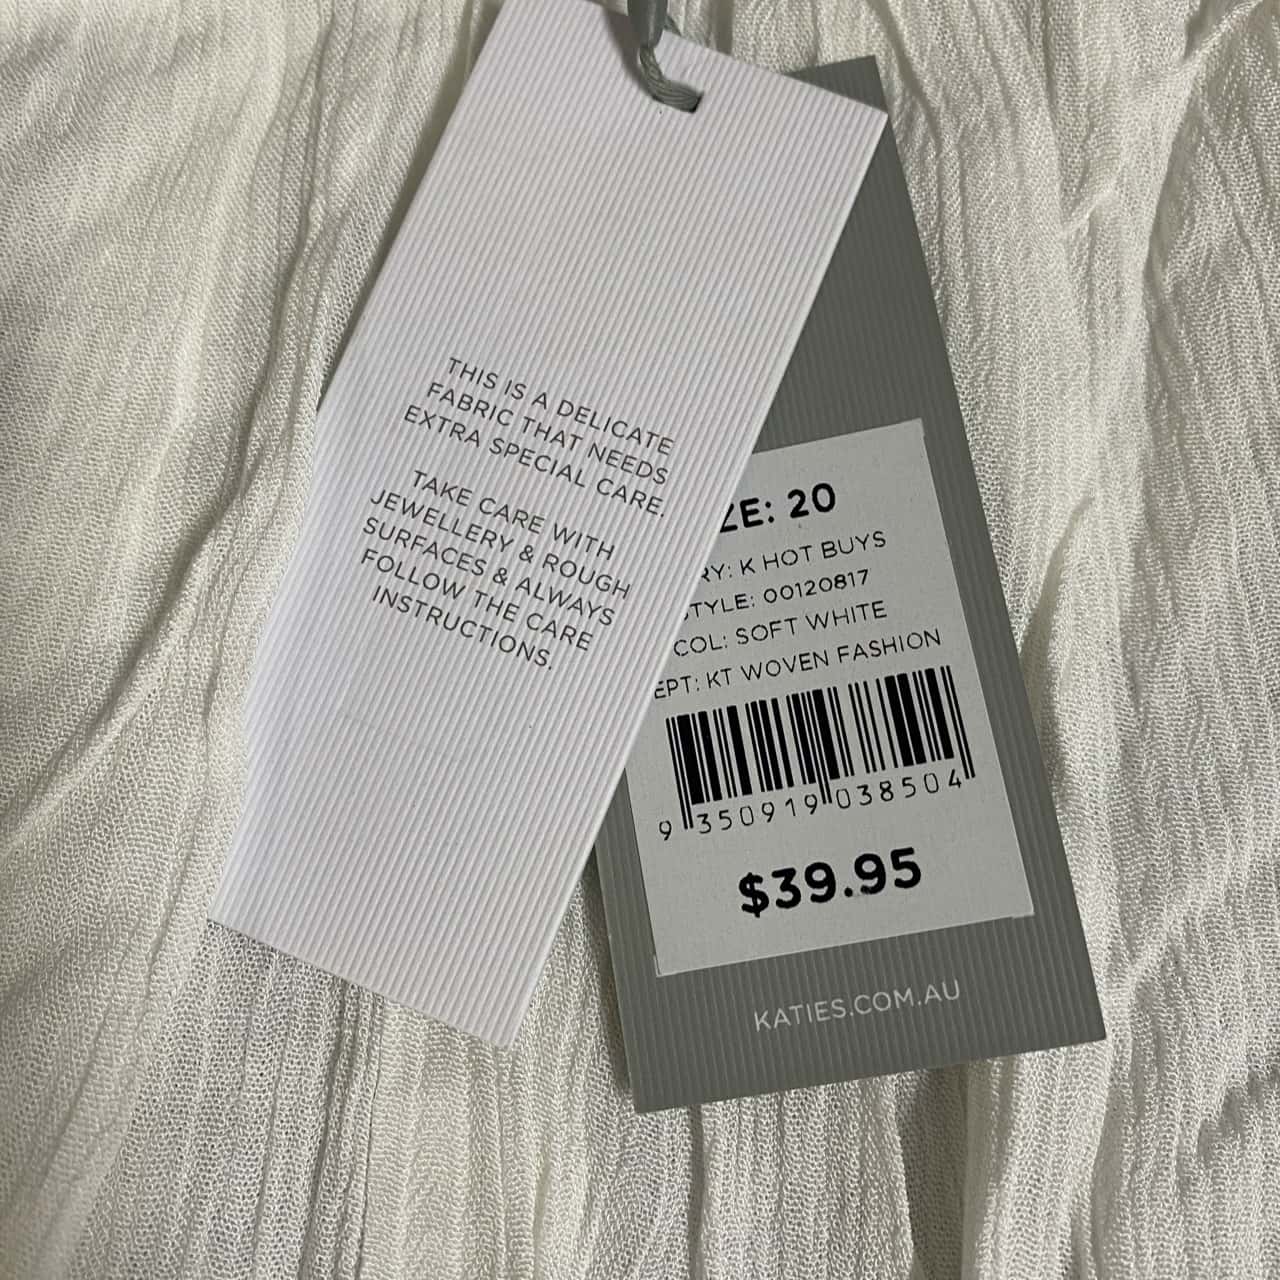 THIS IS A DELICATE
FABRIC THAT NEEDS
EXTRA SPECIAL CARE.
TAKE CARE WITH
JEWELLERY & ROUGH
SURFACES & ALWAYS
FOLLOW THE CARE
INSTRUCTIONS.
ZE: 20
RY: K HOT BUYS
STYLE: 00120817
COL: SOFT WHITE
EPT: KT WOVEN FASHION
9 350919 038504
$39.95
KATIES.COM.AU